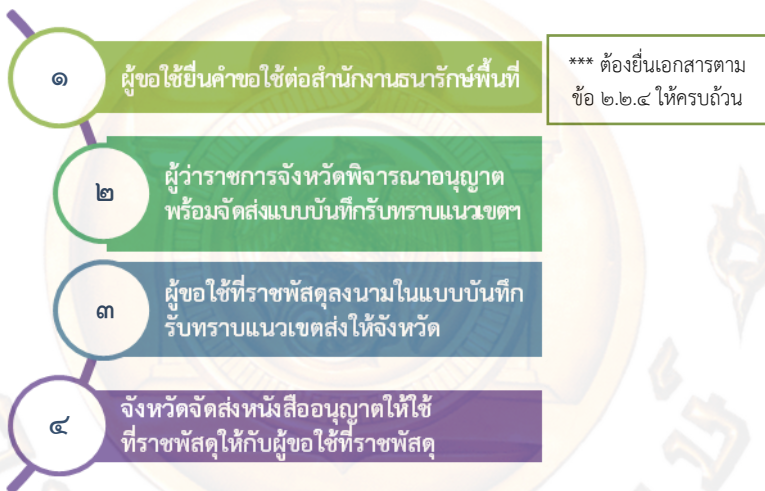 ๑
ผู้ขอใช้ยื่นคำขอใช้ต่อสำนักงานธนารักษ์พื้นที่
*** ต้องยื่นเอกสารตาม
ข้อ ๒.๒.๔ ให้ครบถ้วน
๒
ผู้ว่าราชการจังหวัดพิจารณาอนุญาต
พร้อมจัดส่งแบบบันทึกรับทราบแนวเขตฯ
๓
ผู้ขอใช้ที่ราชพัสดุลงนามในแบบบันทึก
รับทราบแนวเขตส่งให้จังหวัด
๔
จังหวัดจัดส่งหนังสืออนุญาตให้ใช้
ที่ราชพัสดุให้กับผู้ขอใช้ที่ราชพัสดุ